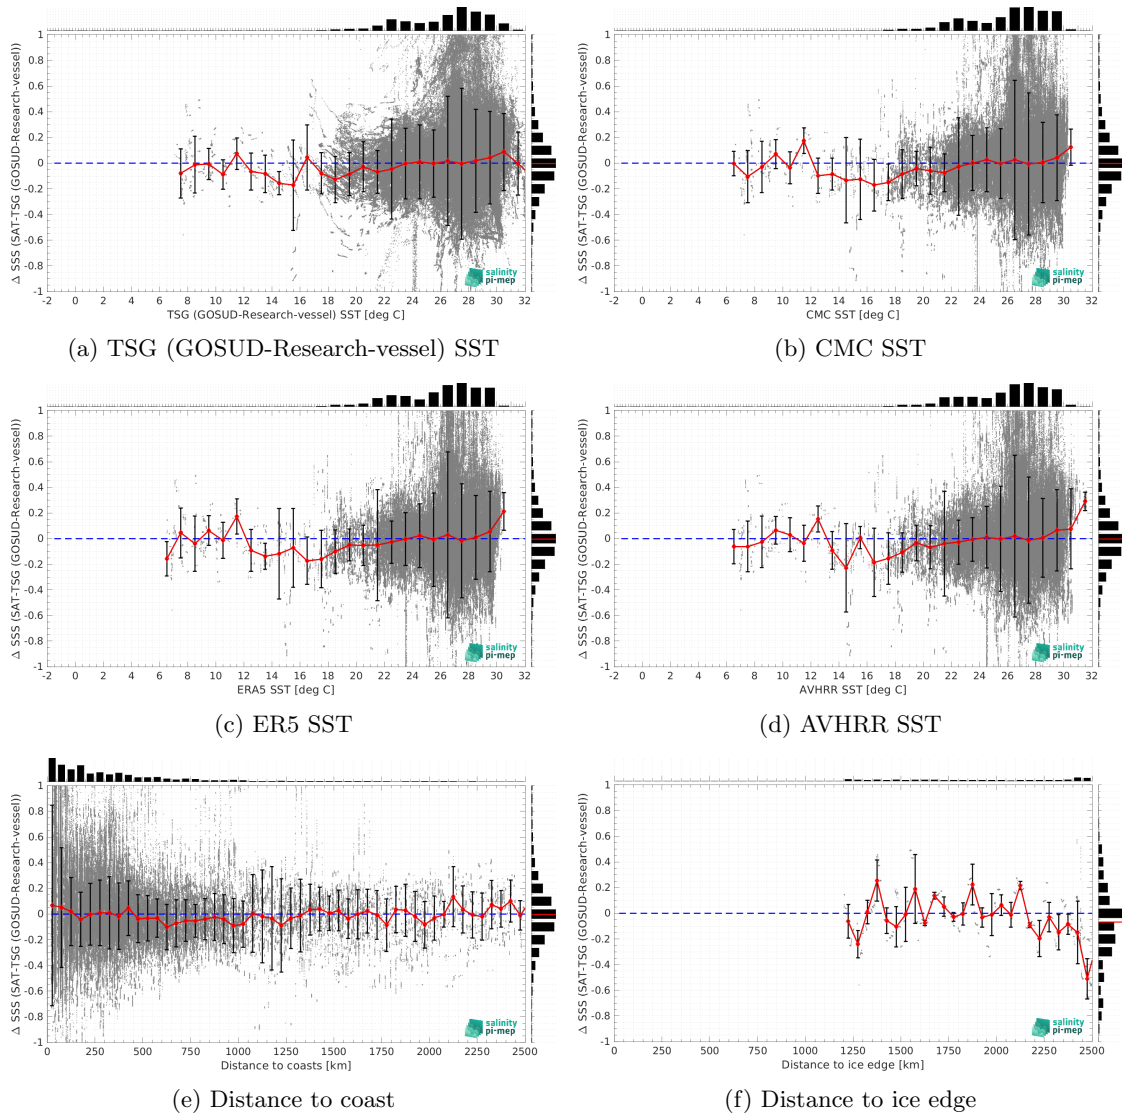 Δ SSS (SAT-TSG (GOSUD-Research-vessel))
1
0.8
0.6
0.4
0.2
0
-0.2
-0.4
-0.6
-0.8
-1
-2 0 2 4 6 8 10 12 14 16 18 20 22 24 26 28 30 32
TSG (GOSUD-Research-vessel) SST [deg C]
salinity
pi-mep
(a) TSG (GOSUD-Research-vessel) SST
Δ SSS (SAT-TSG (GOSUD-Research-vessel))
1
0.8
0.6
0.4
0.2
0
-0.2
-0.4
-0.6
-0.8
-1
-2 0 2 4 6 8 10 12 14 16 18 20 22 24 26 28 30 32
CMC SST [deg C]
salinity
pi-mep
(b) CMC SST
Δ SSS (SAT-TSG (GOSUD-Research-vessel))
1
0.8
0.6
0.4
0.2
0
-0.2
-0.4
-0.6
-0.8
-1
-2 0 2 4 6 8 10 12 14 16 18 20 22 24 26 28 30 32
ERA5 SST [deg C]
salinity
pi-mep
(c) ER5 SST
Δ SSS (SAT-TSG (GOSUD-Research-vessel))
1
0.8
0.6
0.4
0.2
0
-0.2
-0.4
-0.6
-0.8
-1
-2 0 2 4 6 8 10 12 14 16 18 20 22 24 26 28 30 32
AVHRR SST [deg C]
salinity
pi-mep
(d) AVHRR SST
Δ SSS (SAT-TSG (GOSUD-Research-vessel))
1
0.8
0.6
0.4
0.2
0
-0.2
-0.4
-0.6
-0.8
-1
0 250 500 750 1000 1250 1500 1750 2000 2250 2500
Distance to coasts [km]
salinity
pi-mep
(e) Distance to coast
Δ SSS (SAT-TSG (GOSUD-Research-vessel))
1
0.8
0.6
0.4
0.2
0
-0.2
-0.4
-0.6
-0.8
-1
0 250 500 750 1000 1250 1500 1750 2000 2250 2500
Distance to ice edge [km]
salinity
pi-mep
(f) Distance to ice edge